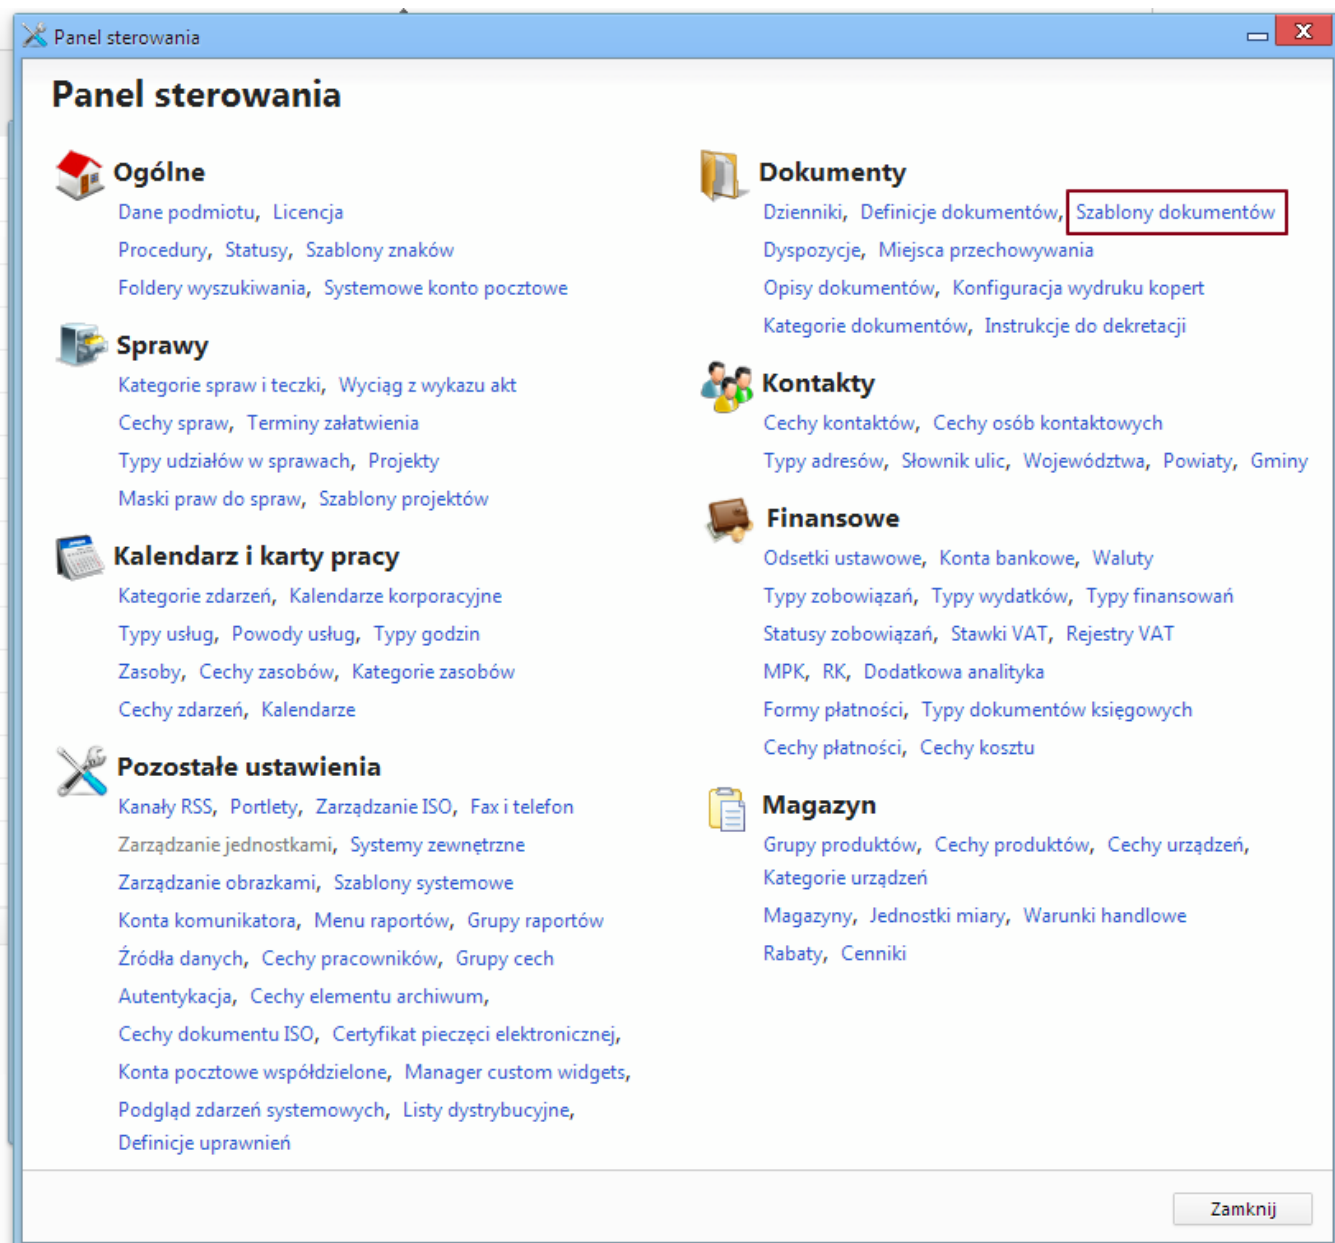 Panel sterowania
Panel sterowania
Ogólne
Dane podmiotu, Licencja
Procedury, Statusy, Szablony znaków
Foldery wyszukiwania, Systemowe konto pocztowe
Sprawy
Kategorie spraw i teczki, Wyciąg z wykazu akt
Cechy spraw, Terminy załatwienia
Typy udziałów w sprawach, Projekty
Maski praw do spraw, Szablony projektów
Kalendarz i karty pracy
Kategorie zdarzeń, Kalendarze korporacyjne
Typy usług, Powody usług, Typy godzin
Zasoby, Cechy zasobów, Kategorie zasobów
Cechy zdarzeń, Kalendarze
Pozostałe ustawienia
Kanały RSS, Portlety, Zarządzanie ISO, Fax i telefon
Zarządzanie jednostkami, Systemy zewnętrzne
Zarządzanie obrazkami, Szablony systemowe
Konta komunikatora, Menu raportów, Grupy raportów
Źródła danych, Cechy pracowników, Grupy cech
Autentykacja, Cechy elementu archiwum,
Cechy dokumentu ISO, Certyfikat pieczęci elektronicznej,
Konta pocztowe współdzielone, Manager custom widgets,
Podgląd zdarzeń systemowych, Listy dystrybucyjne,
Definicje uprawnień
Dokumenty
Dzienniki, Definicje dokumentów, Szablony dokumentów
Dyspozycje, Miejsca przechowywania
Opisy dokumentów, Konfiguracja wydruku kopert
Kategorie dokumentów, Instrukcje do dekretacji
Kontakty
Cechy kontaktów, Cechy osób kontaktowych
Typy adresów, Słownik ulic, Województwa, Powiaty, Gminy
Finansowe
Odsetki ustawowe, Konta bankowe, Waluty
Typy zobowiązań, Typy wydatków, Typy finansowań
Statusy zobowiązań, Stawki VAT, Rejestry VAT
MPK, RK, Dodatkowa analityka
Formy płatności, Typy dokumentów księgowych
Cechy płatności, Cechy kosztu
Magazyn
Grupy produktów, Cechy produktów, Cechy urządzeń,
Kategorie urządzeń
Magazyny, Jednostki miary, Warunki handlowe
Rabaty, Cenniki
Zamknij